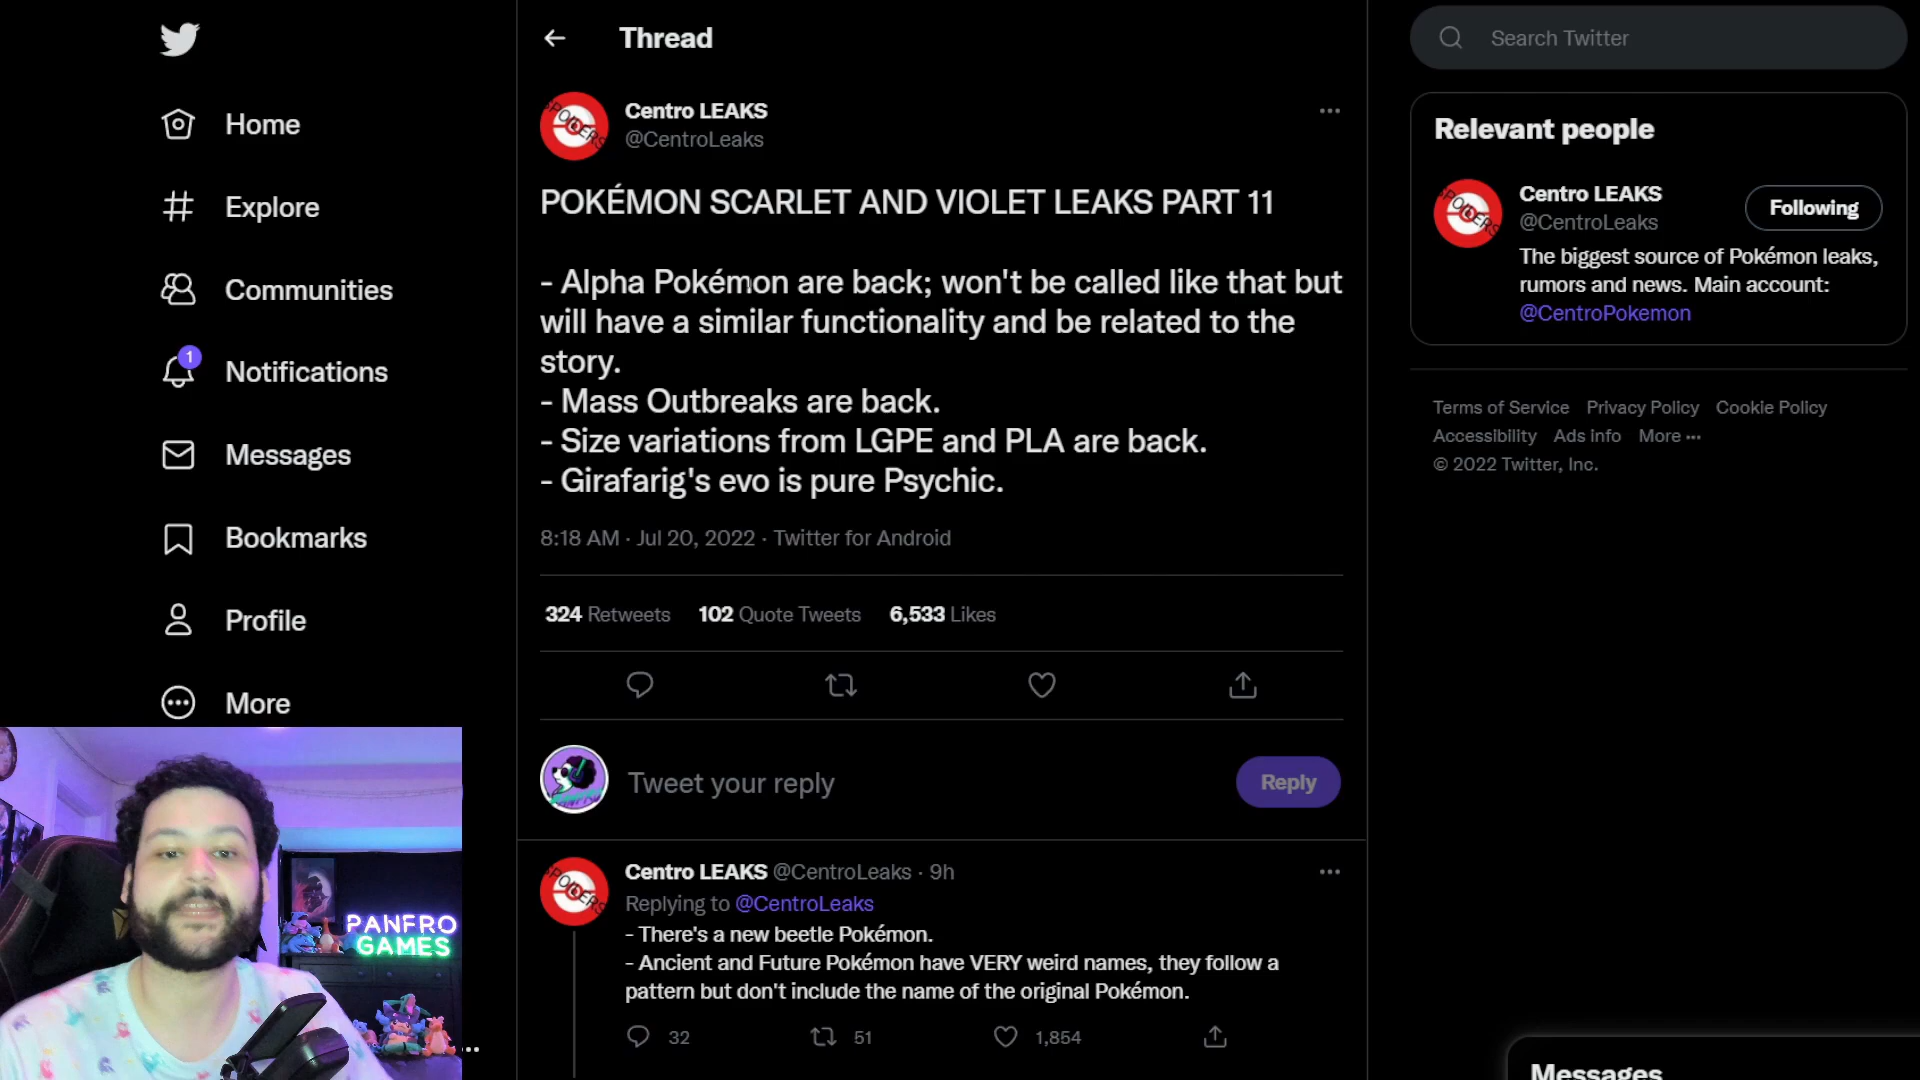 Thread
Search Twitter
Home
Explore
Communities
1
Notifications
Messages
Bookmarks
Profile
More
SPOILERS
Centro LEAKS
@CentroLeaks
POKÉMON SCARLET AND VIOLET LEAKS PART 11
- Alpha Pokémon are back; won't be called like that but
will have a similar functionality and be related to the
story.
- Mass Outbreaks are back.
- Size variations from LGPE and PLA are back.
- Girafarig's evo is pure Psychic.
8:18 AM · Jul 20, 2022 · Twitter for Android
324 Retweets 102 Quote Tweets 6,533 Likes
Tweet your reply
Reply
SPOILERS
Centro LEAKS @CentroLeaks · 9h
Replying to @CentroLeaks
- There's a new beetle Pokémon.
- Ancient and Future Pokémon have VERY weird names, they follow a
pattern but don't include the name of the original Pokémon.
32 51 1,854
Relevant people
SPOILERS
Centro LEAKS
@CentroLeaks
Following
The biggest source of Pokémon leaks,
rumors and news. Main account:
@CentroPokemon
Terms of Service Privacy Policy Cookie Policy
Accessibility Ads info More ···
© 2022 Twitter, Inc.
Messages
PANFRO
GAMES